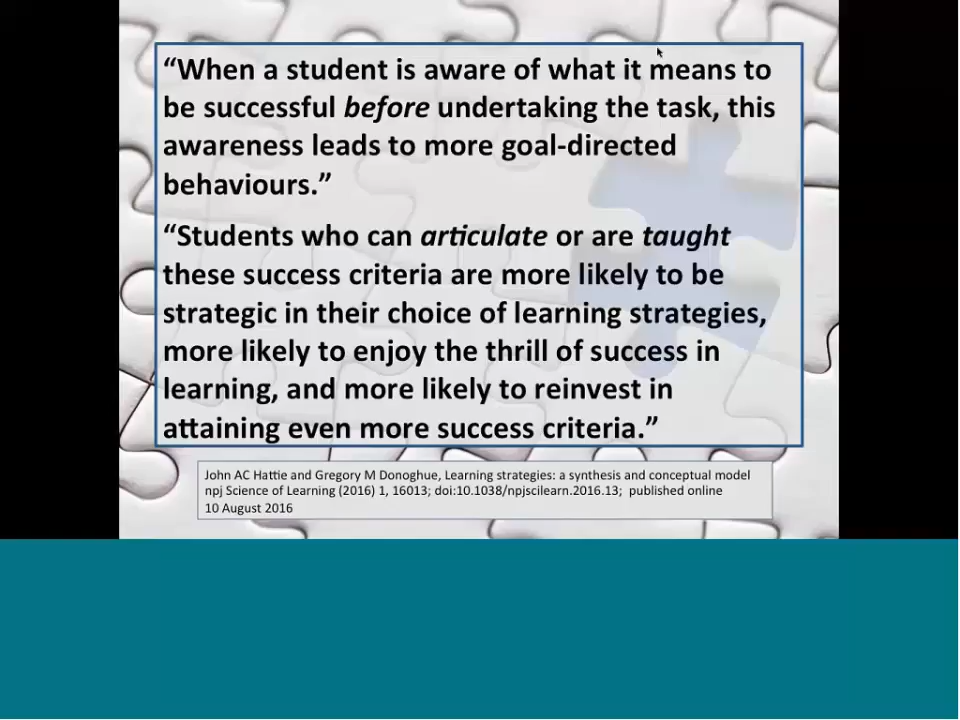 “When a student is aware of what it means to
be successful before undertaking the task, this
awareness leads to more goal-directed
behaviours.”
“Students who can articulate or are taught
these success criteria are more likely to be
strategic in their choice of learning strategies,
more likely to enjoy the thrill of success in
learning, and more likely to reinvest in
attaining even more success criteria.”
John AC Hattie and Gregory M Donoghue, Learning strategies: a synthesis and conceptual model
npj Science of Learning (2016) 1, 16013; doi:10.1038/npjscilearn.2016.13; published online
10 August 2016